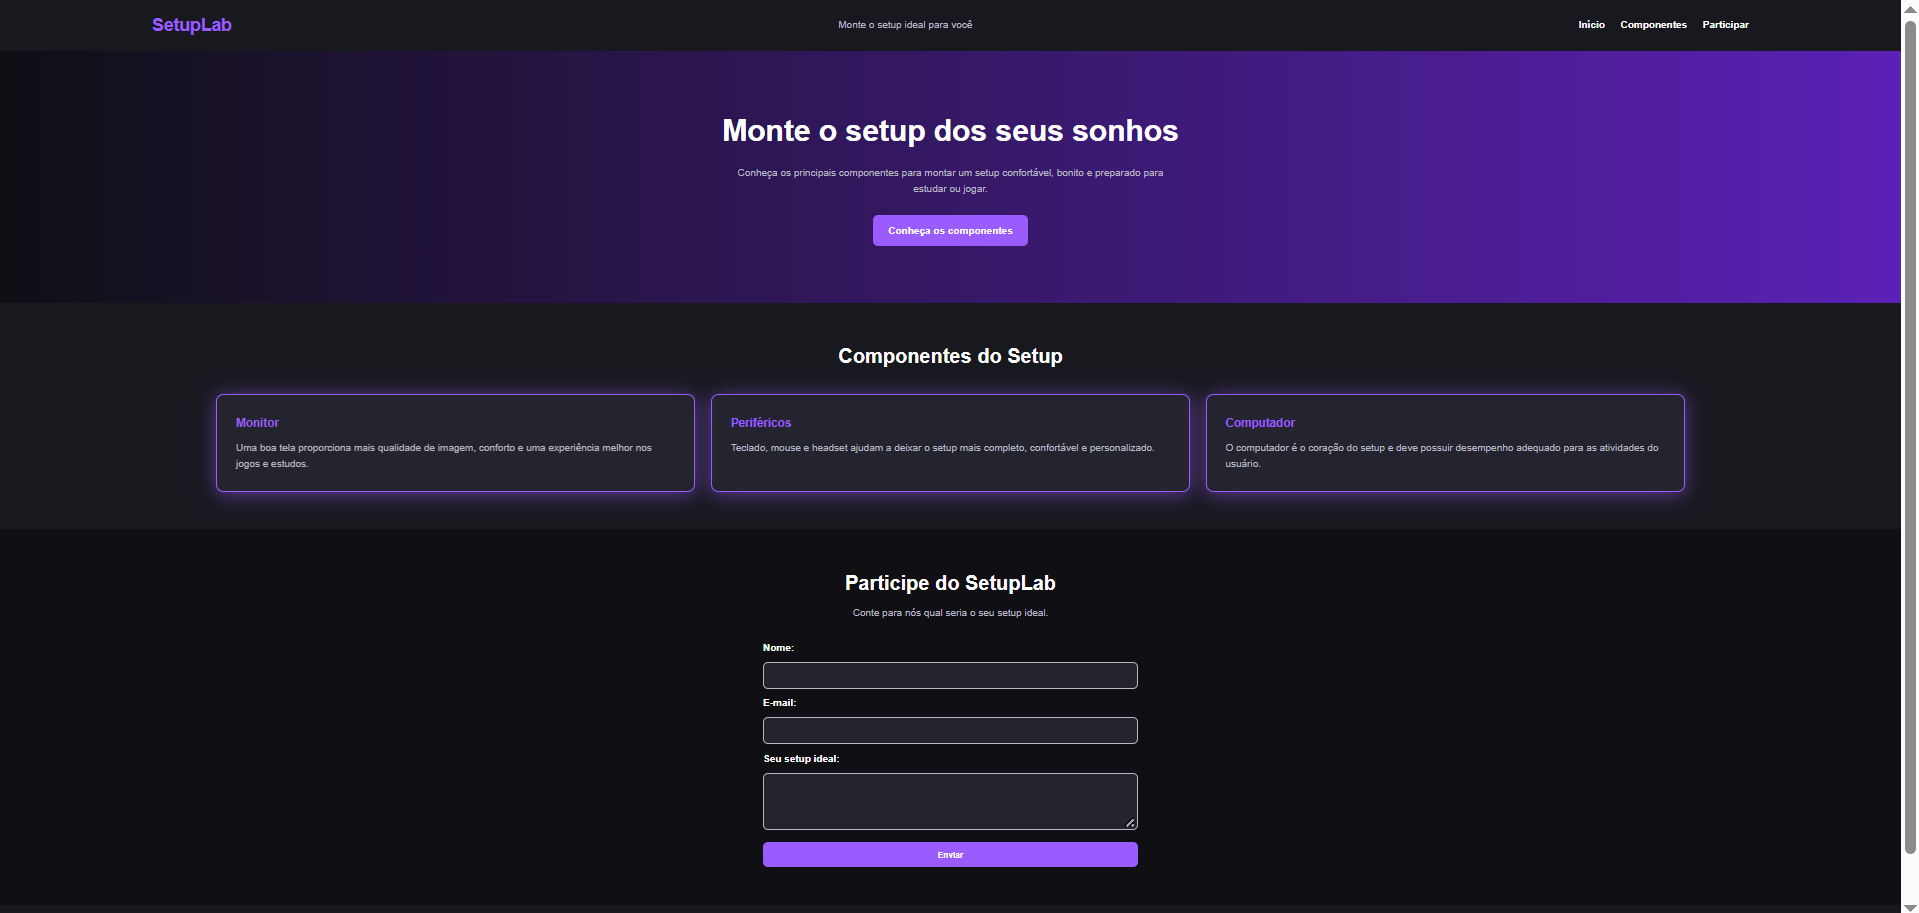 SetupLab
Monte o setup ideal para você
Início Componentes Participar
Monte o setup dos seus sonhos
Conheça os principais componentes para montar um setup confortável, bonito e preparado para
estudar ou jogar.
Conheça os componentes
Componentes do Setup
Monitor
Uma boa tela proporciona mais qualidade de imagem, conforto e uma experiência melhor nos
jogos e estudos.
Periféricos
Teclado, mouse e headset ajudam a deixar o setup mais completo, confortável e personalizado.
Computador
O computador é o coração do setup e deve possuir desempenho adequado para as atividades do
usuário.
Participe do SetupLab
Conte para nós qual seria o seu setup ideal.
Nome:
E-mail:
Seu setup ideal:
Enviar